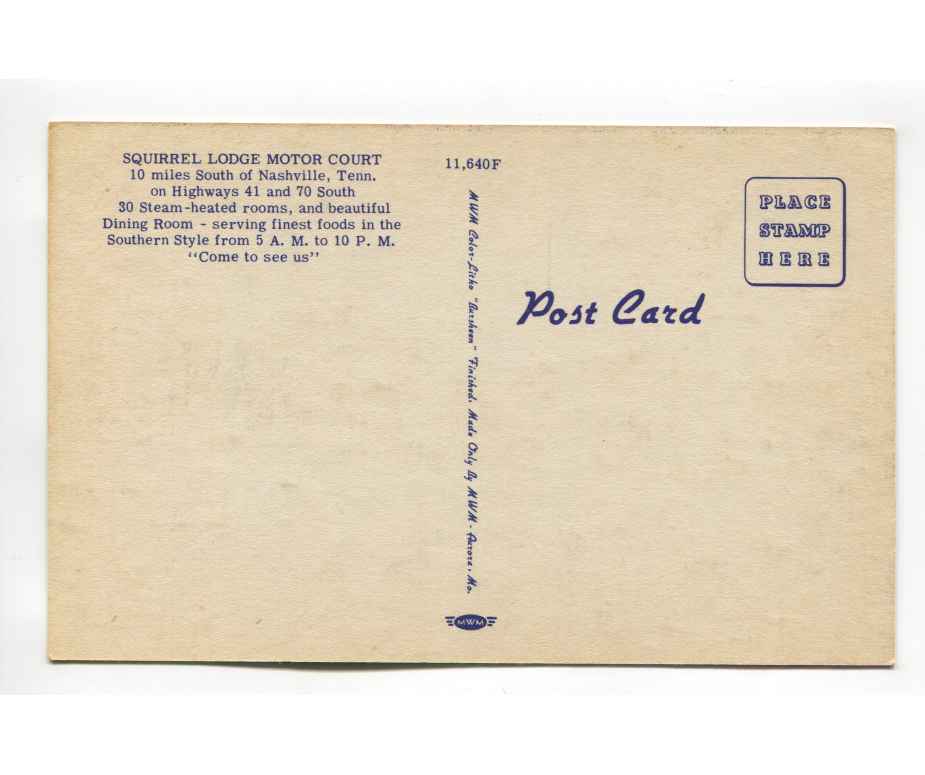 SQUIRREL LODGE MOTOR COURT
10 miles South of Nashville, Tenn.
on Highways 41 and 70 South
30 Steam-heated rooms, and beautiful
Dining Room - serving finest foods in the
Southern Style from 5 A. M. to 10 P. M.
"Come to see us"
11,640F
MWM Color-Litho "Varsheen" Finished. Made Only By MWM - Aurora, Mo.
MWM
Post Card
PLACE
STAMP
HERE